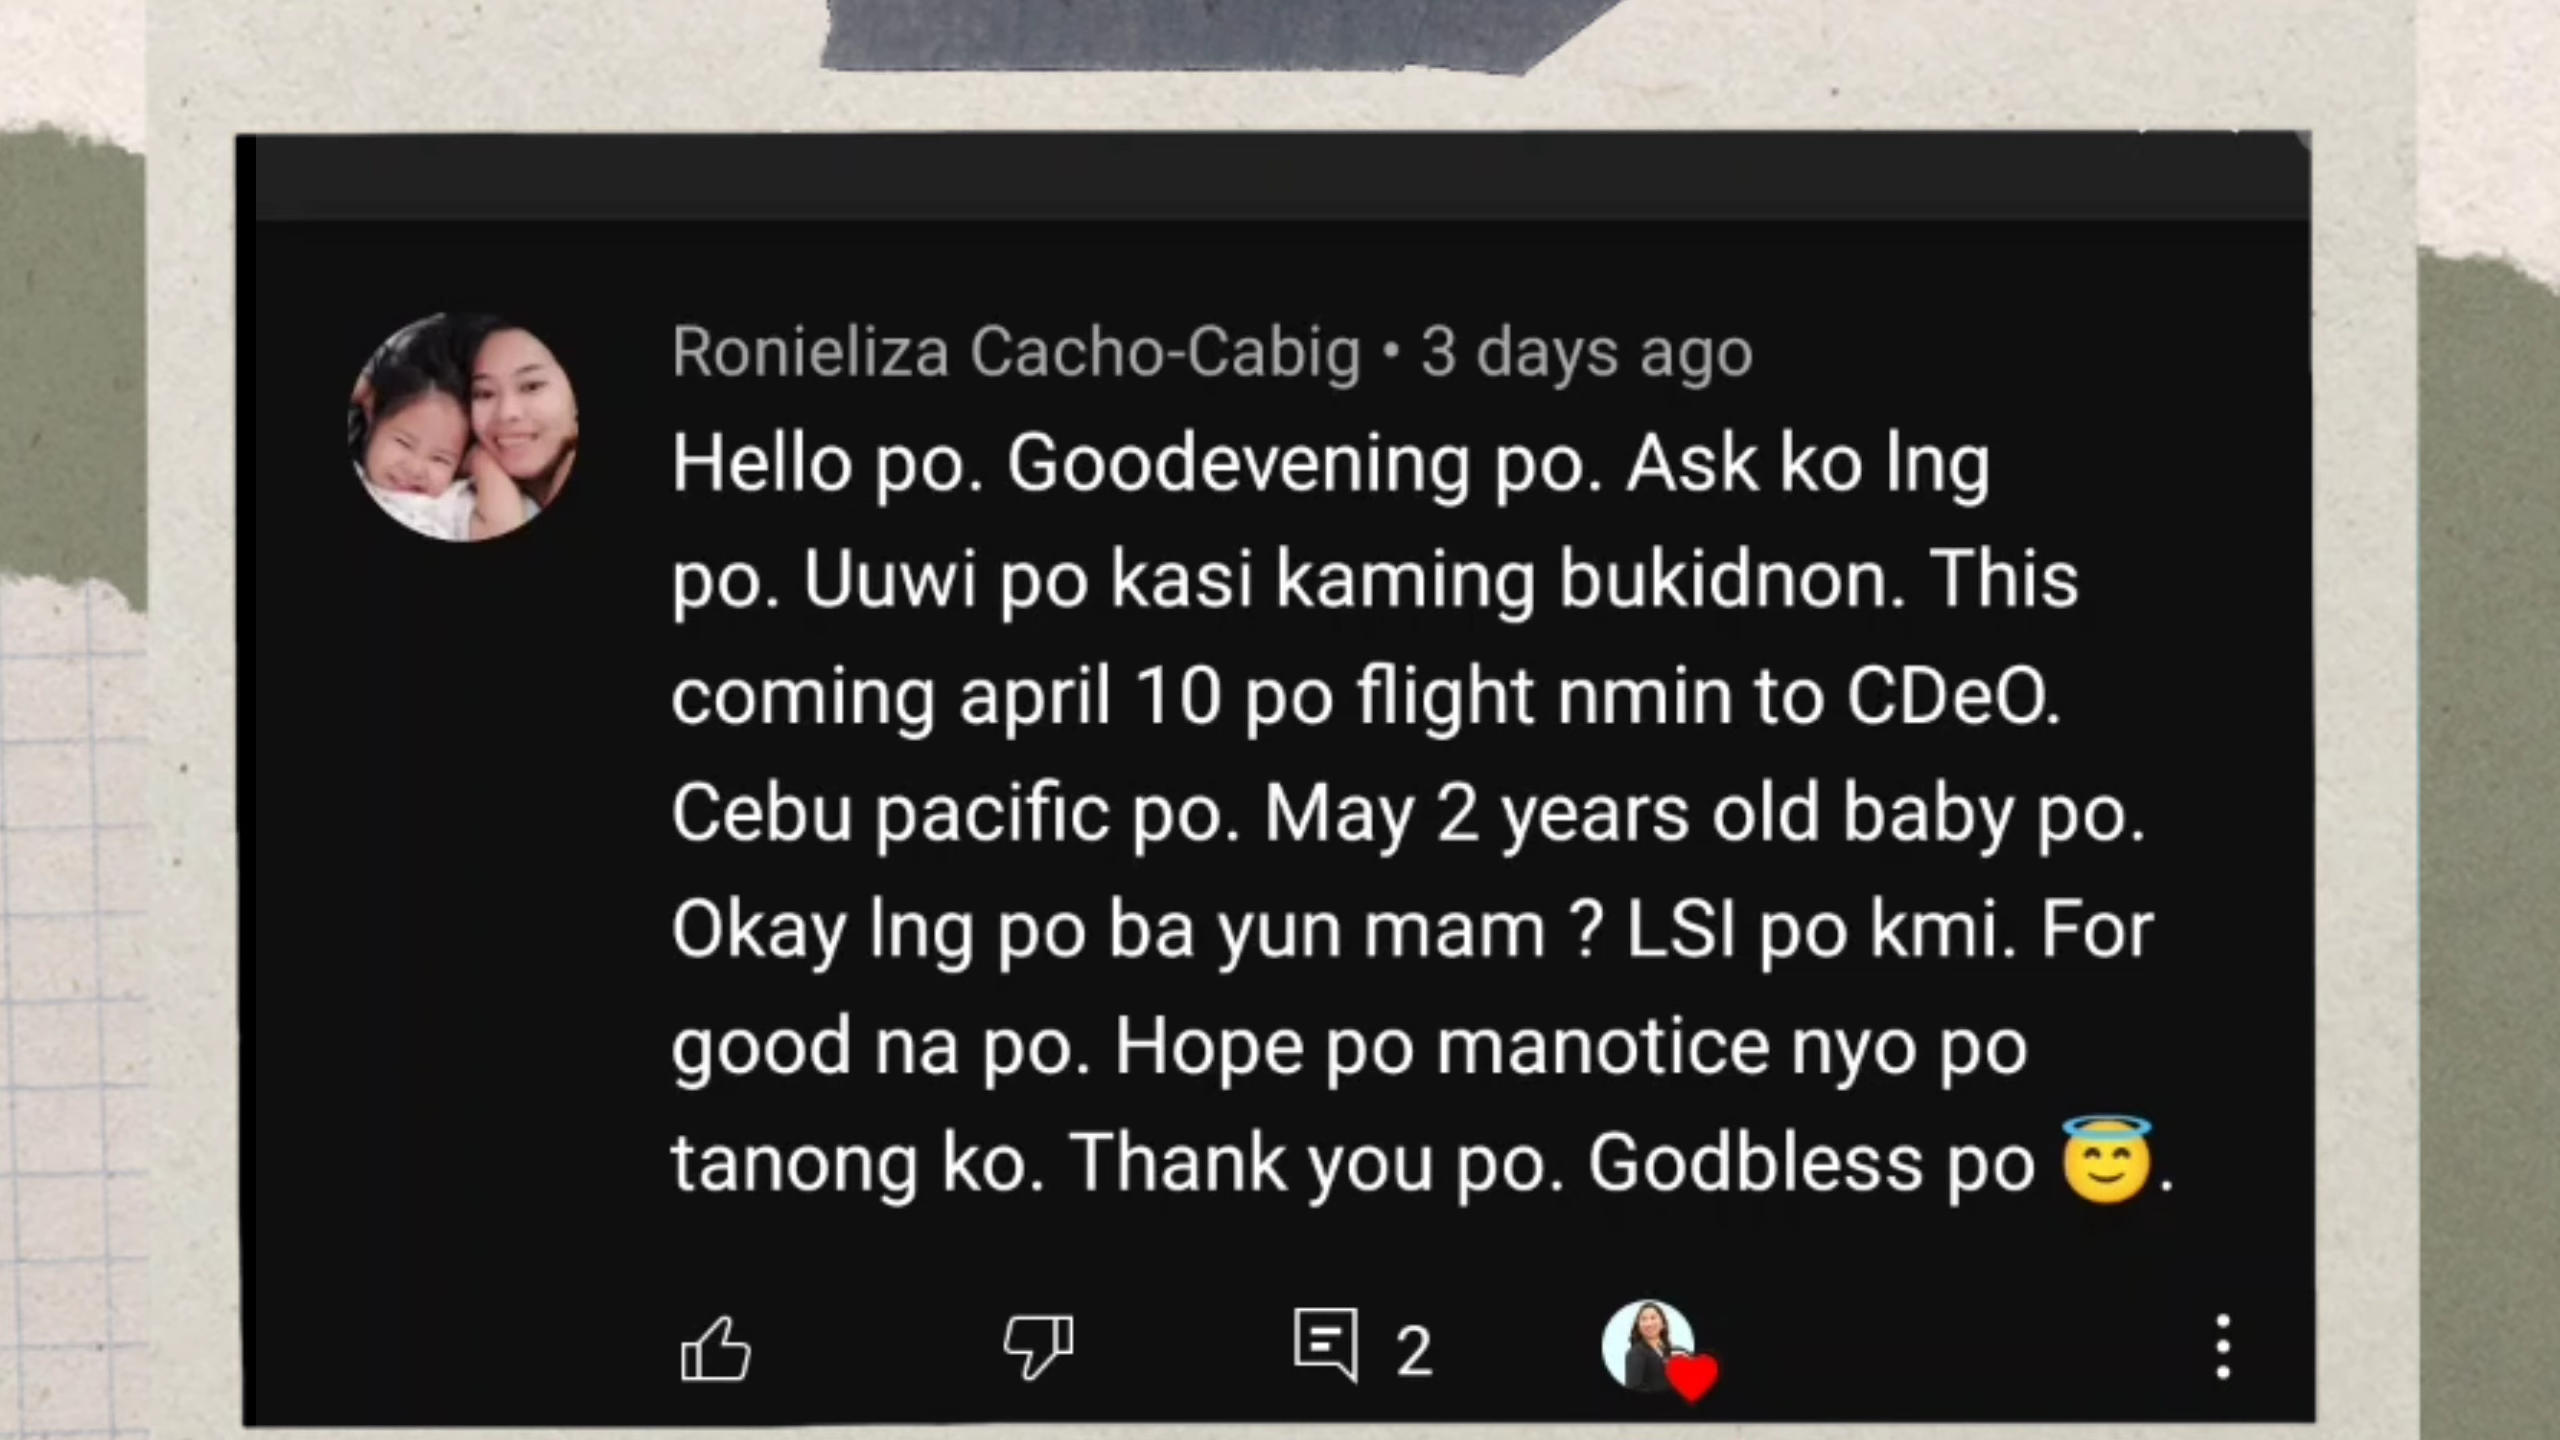 Ronieliza Cacho-Cabig • 3 days ago
Hello po. Goodevening po. Ask ko lng
po. Uuwi po kasi kaming bukidnon. This
coming april 10 po flight nmin to CDeO.
Cebu pacific po. May 2 years old baby po.
Okay lng po ba yun mam ? LSI po kmi. For
good na po. Hope po manotice nyo po
tanong ko. Thank you po. Godbless po 😇.
2